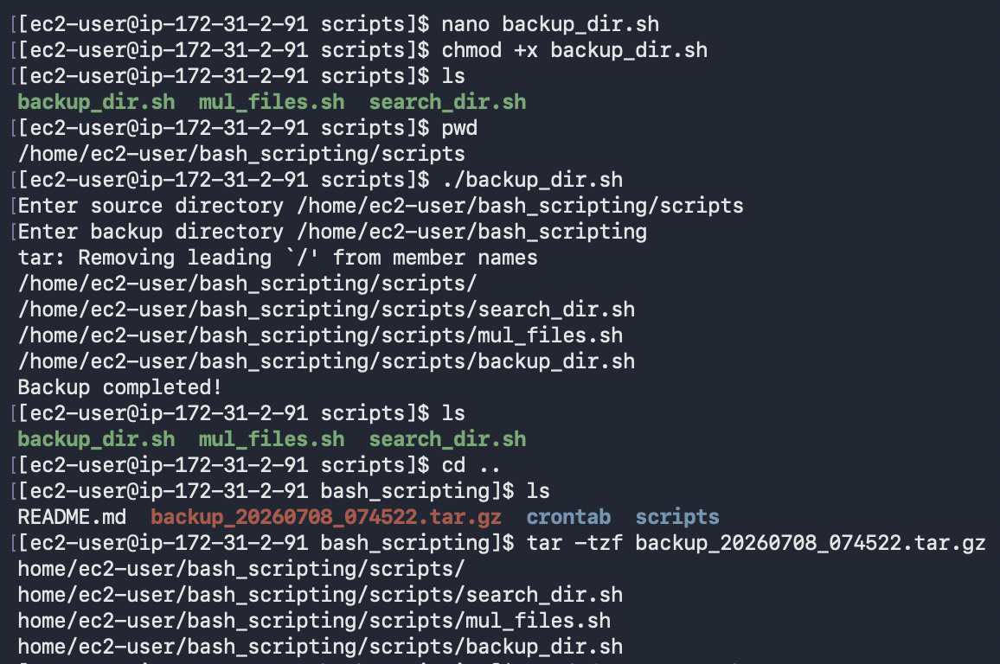 [[ec2-user@ip-172-31-2-91 scripts]$ nano backup_dir.sh
[[ec2-user@ip-172-31-2-91 scripts]$ chmod +x backup_dir.sh
[[ec2-user@ip-172-31-2-91 scripts]$ ls
backup_dir.sh  mul_files.sh  search_dir.sh
[[ec2-user@ip-172-31-2-91 scripts]$ pwd
/home/ec2-user/bash_scripting/scripts
[[ec2-user@ip-172-31-2-91 scripts]$ ./backup_dir.sh
[Enter source directory /home/ec2-user/bash_scripting/scripts
[Enter backup directory /home/ec2-user/bash_scripting
tar: Removing leading `/' from member names
/home/ec2-user/bash_scripting/scripts/
/home/ec2-user/bash_scripting/scripts/search_dir.sh
/home/ec2-user/bash_scripting/scripts/mul_files.sh
/home/ec2-user/bash_scripting/scripts/backup_dir.sh
Backup completed!
[[ec2-user@ip-172-31-2-91 scripts]$ ls
backup_dir.sh  mul_files.sh  search_dir.sh
[[ec2-user@ip-172-31-2-91 scripts]$ cd ..
[[ec2-user@ip-172-31-2-91 bash_scripting]$ ls
README.md  backup_20260708_074522.tar.gz  crontab  scripts
[[ec2-user@ip-172-31-2-91 bash_scripting]$ tar -tzf backup_20260708_074522.tar.gz
home/ec2-user/bash_scripting/scripts/
home/ec2-user/bash_scripting/scripts/search_dir.sh
home/ec2-user/bash_scripting/scripts/mul_files.sh
home/ec2-user/bash_scripting/scripts/backup_dir.sh